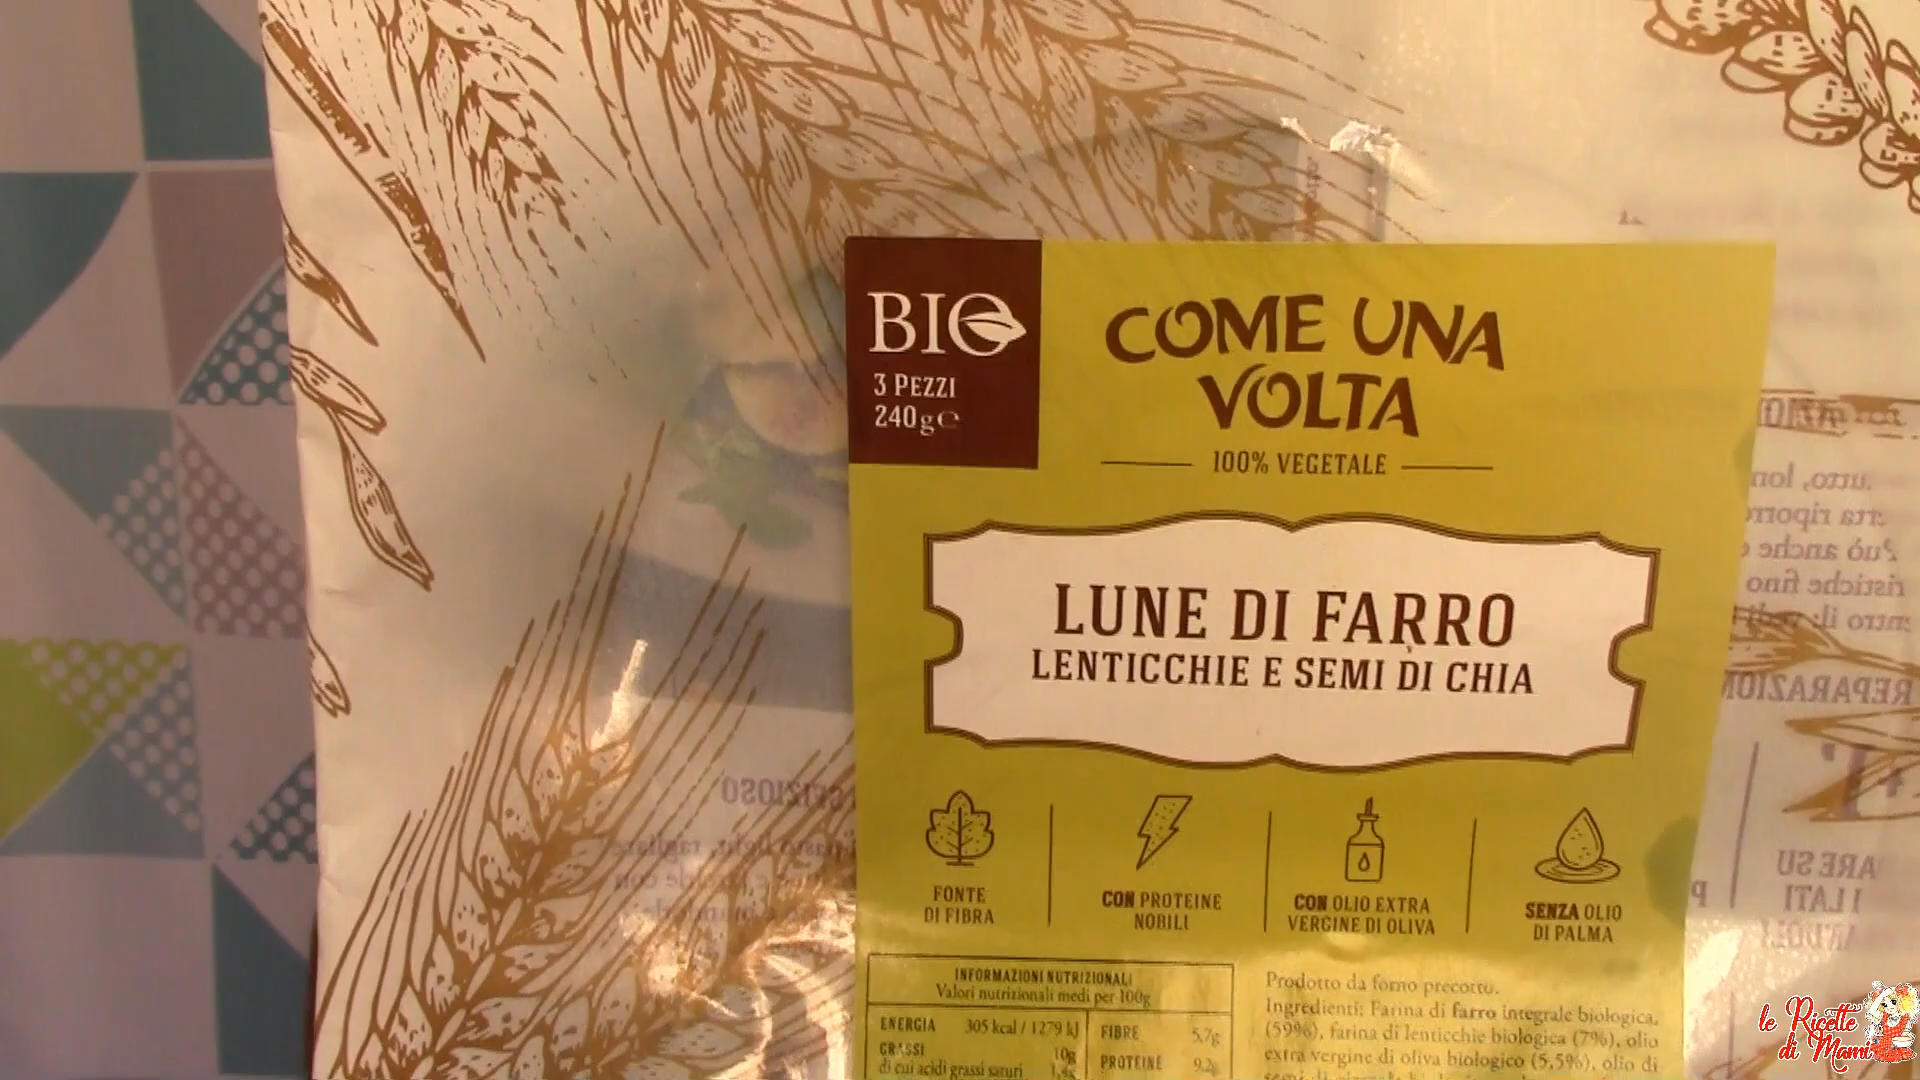 BIO
3 PEZZI
240g℮
COME UNA
VOLTA
100% VEGETALE
LUNE DI FARRO
LENTICCHIE E SEMI DI CHIA
FONTE
DI FIBRA
CON PROTEINE
NOBILI
CON OLIO EXTRA
VERGINE DI OLIVA
SENZA OLIO
DI PALMA
INFORMAZIONI NUTRIZIONALI
Valori nutrizionali medi per 100g
ENERGIA 305 kcal / 1279 kJ
GRASSI 10g
di cui acidi grassi saturi 1,4g
FIBRE 5,7g
PROTEINE 9,2g
Prodotto da forno precotto.
Ingredienti: Farina di farro integrale biologica,
(59%), farina di lenticchie biologica (7%), olio
extra vergine di oliva biologico (5,5%), olio di
le Ricette
di Mami